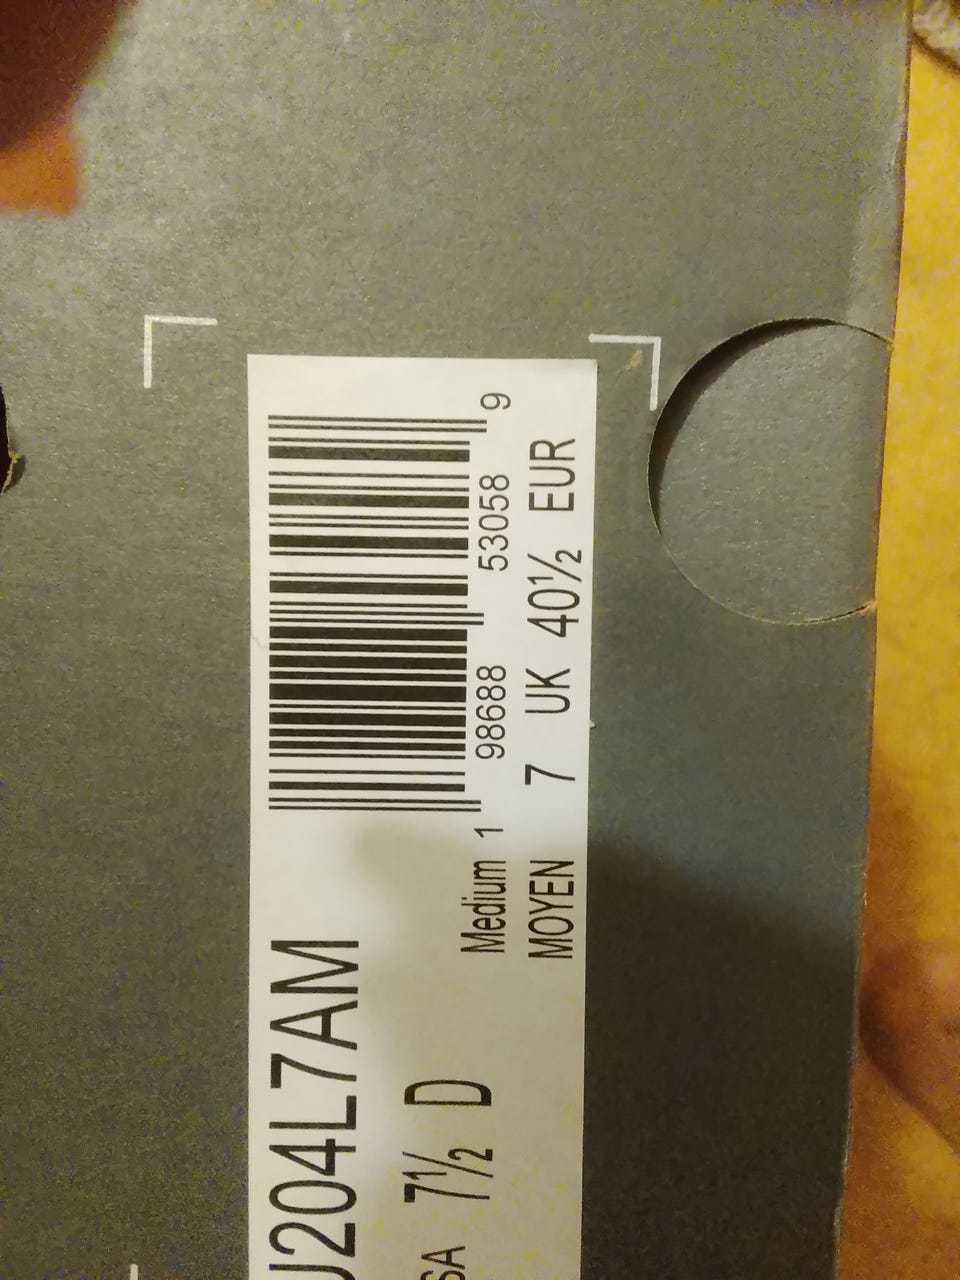 U204L7AM
SA 7½ D
Medium
MOYEN 7 UK 40½ EUR
1 98688 53058 9